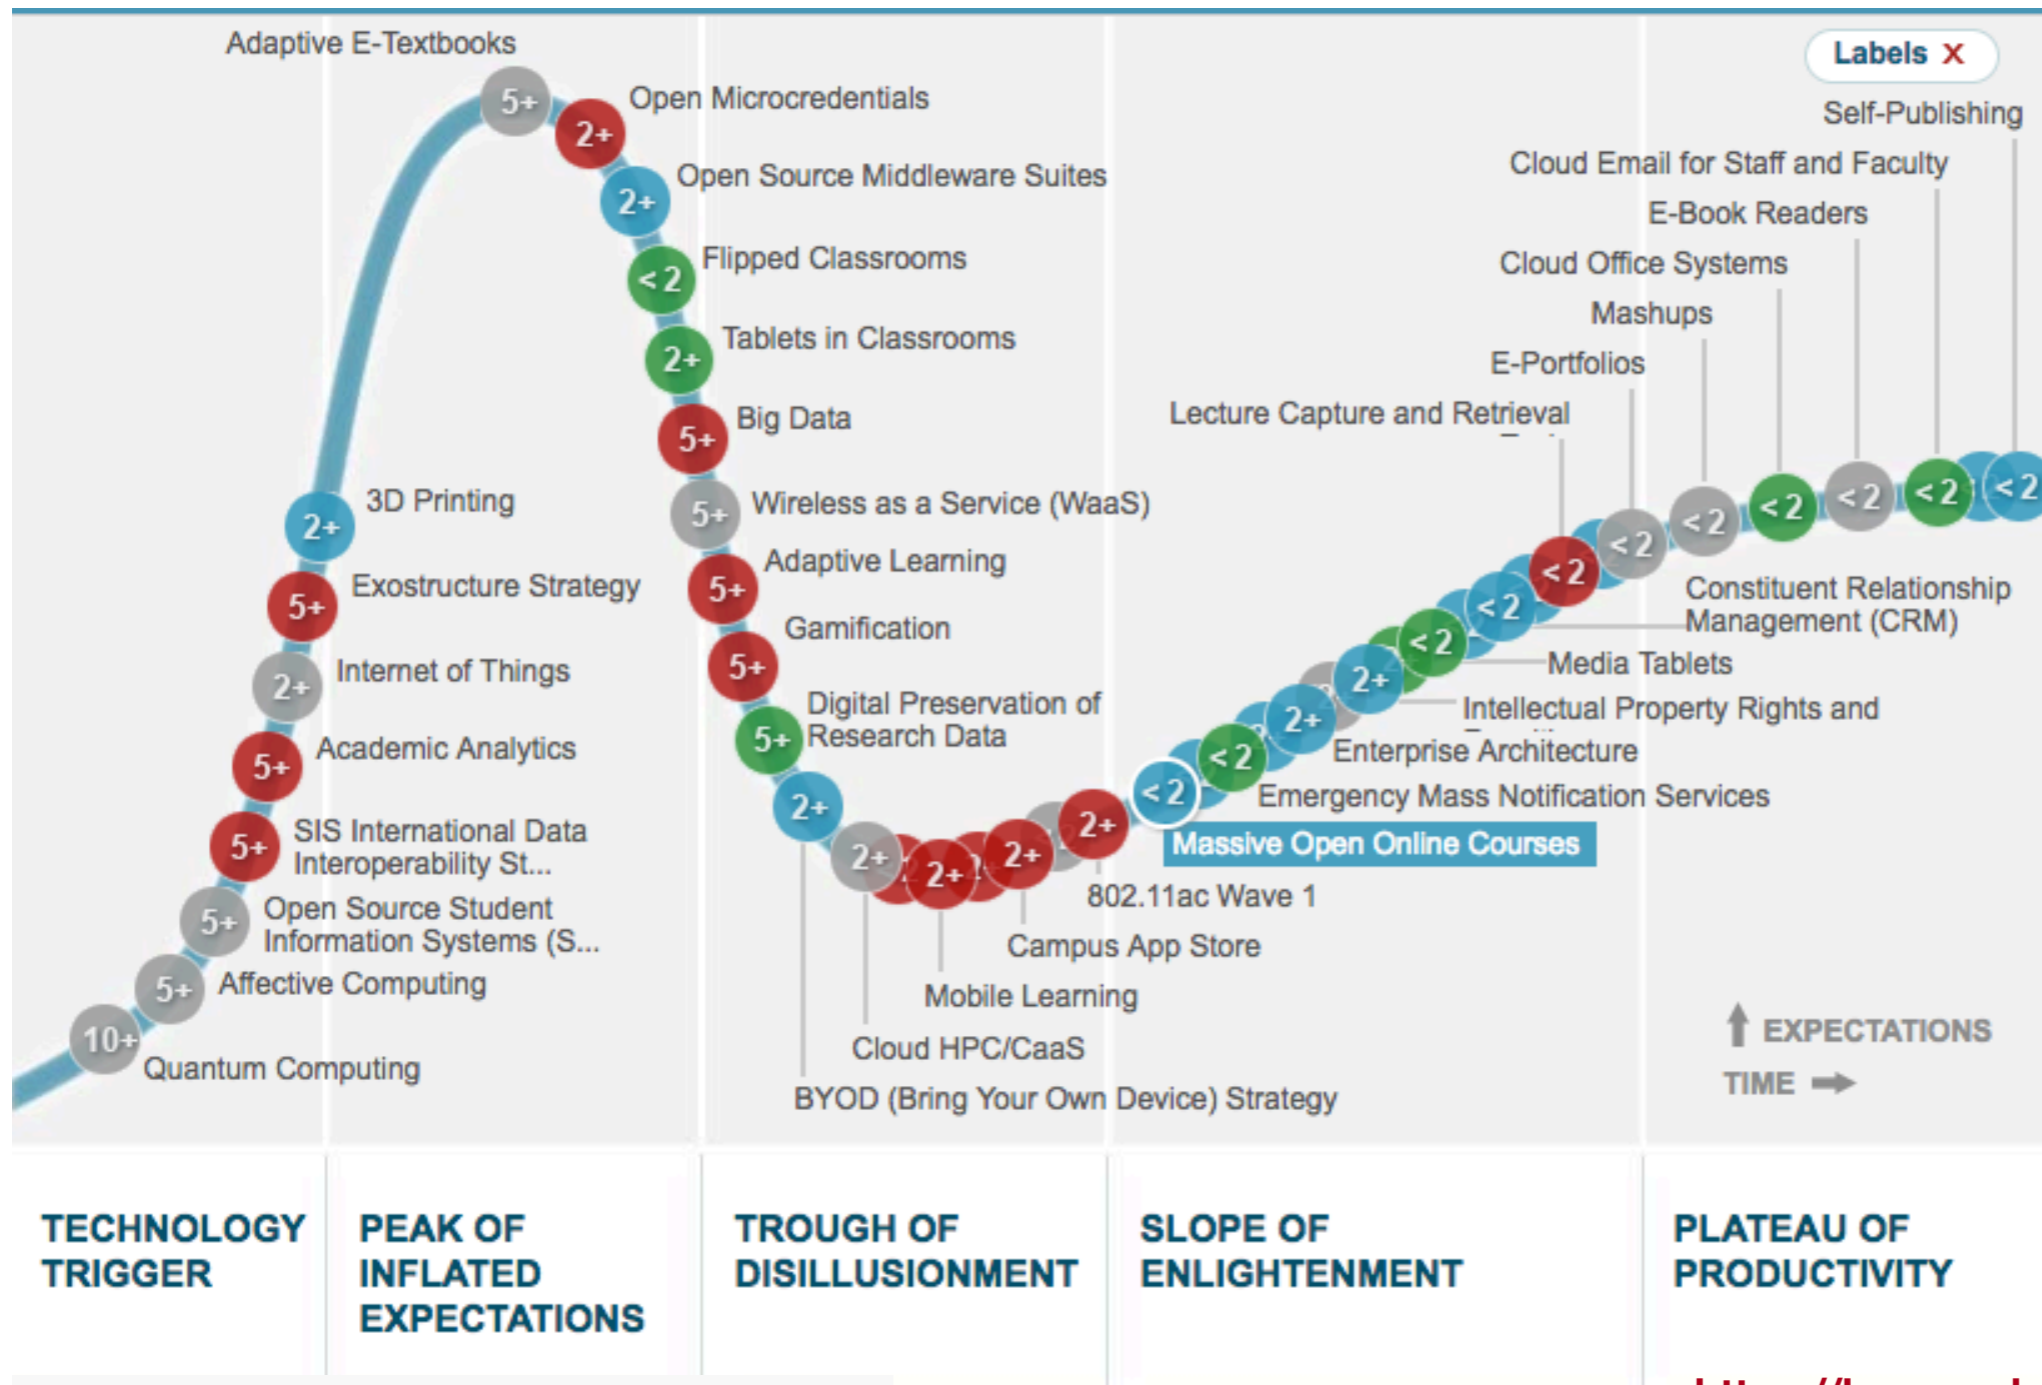 Adaptive E-Textbooks
5+
Labels X
Open Microcredentials
2+
Self-Publishing
Open Source Middleware Suites
2+
Cloud Email for Staff and Faculty
E-Book Readers
Flipped Classrooms
< 2
Cloud Office Systems
Mashups
Tablets in Classrooms
2+
E-Portfolios
Big Data
5+
Lecture Capture and Retrieval
3D Printing
2+
Wireless as a Service (WaaS)
5+
< 2
< 2
< 2
< 2
< 2
< 2
< 2
Exostructure Strategy
5+
Adaptive Learning
5+
Constituent Relationship
Management (CRM)
< 2
Internet of Things
2+
Gamification
5+
Media Tablets
< 2
Academic Analytics
5+
Digital Preservation of
Research Data
5+
Intellectual Property Rights and
2+
Enterprise Architecture
2+
Emergency Mass Notification Services
< 2
SIS International Data
Interoperability St...
5+
2+
2+
2+
2+
2+
< 2
Massive Open Online Courses
802.11ac Wave 1
Open Source Student
Information Systems (S...
5+
Campus App Store
Affective Computing
5+
Mobile Learning
Quantum Computing
10+
Cloud HPC/CaaS
BYOD (Bring Your Own Device) Strategy
EXPECTATIONS
TIME
TECHNOLOGY
TRIGGER
PEAK OF
INFLATED
EXPECTATIONS
TROUGH OF
DISILLUSIONMENT
SLOPE OF
ENLIGHTENMENT
PLATEAU OF
PRODUCTIVITY